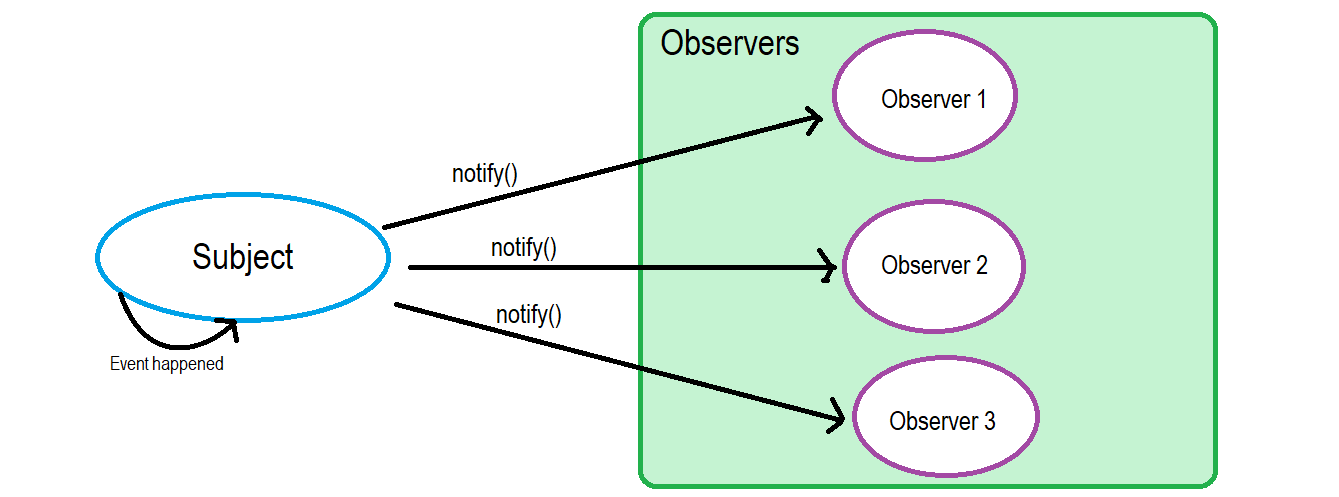 Observers
Observer 1
notify()
Subject
notify()
Observer 2
notify()
Event happened
Observer 3